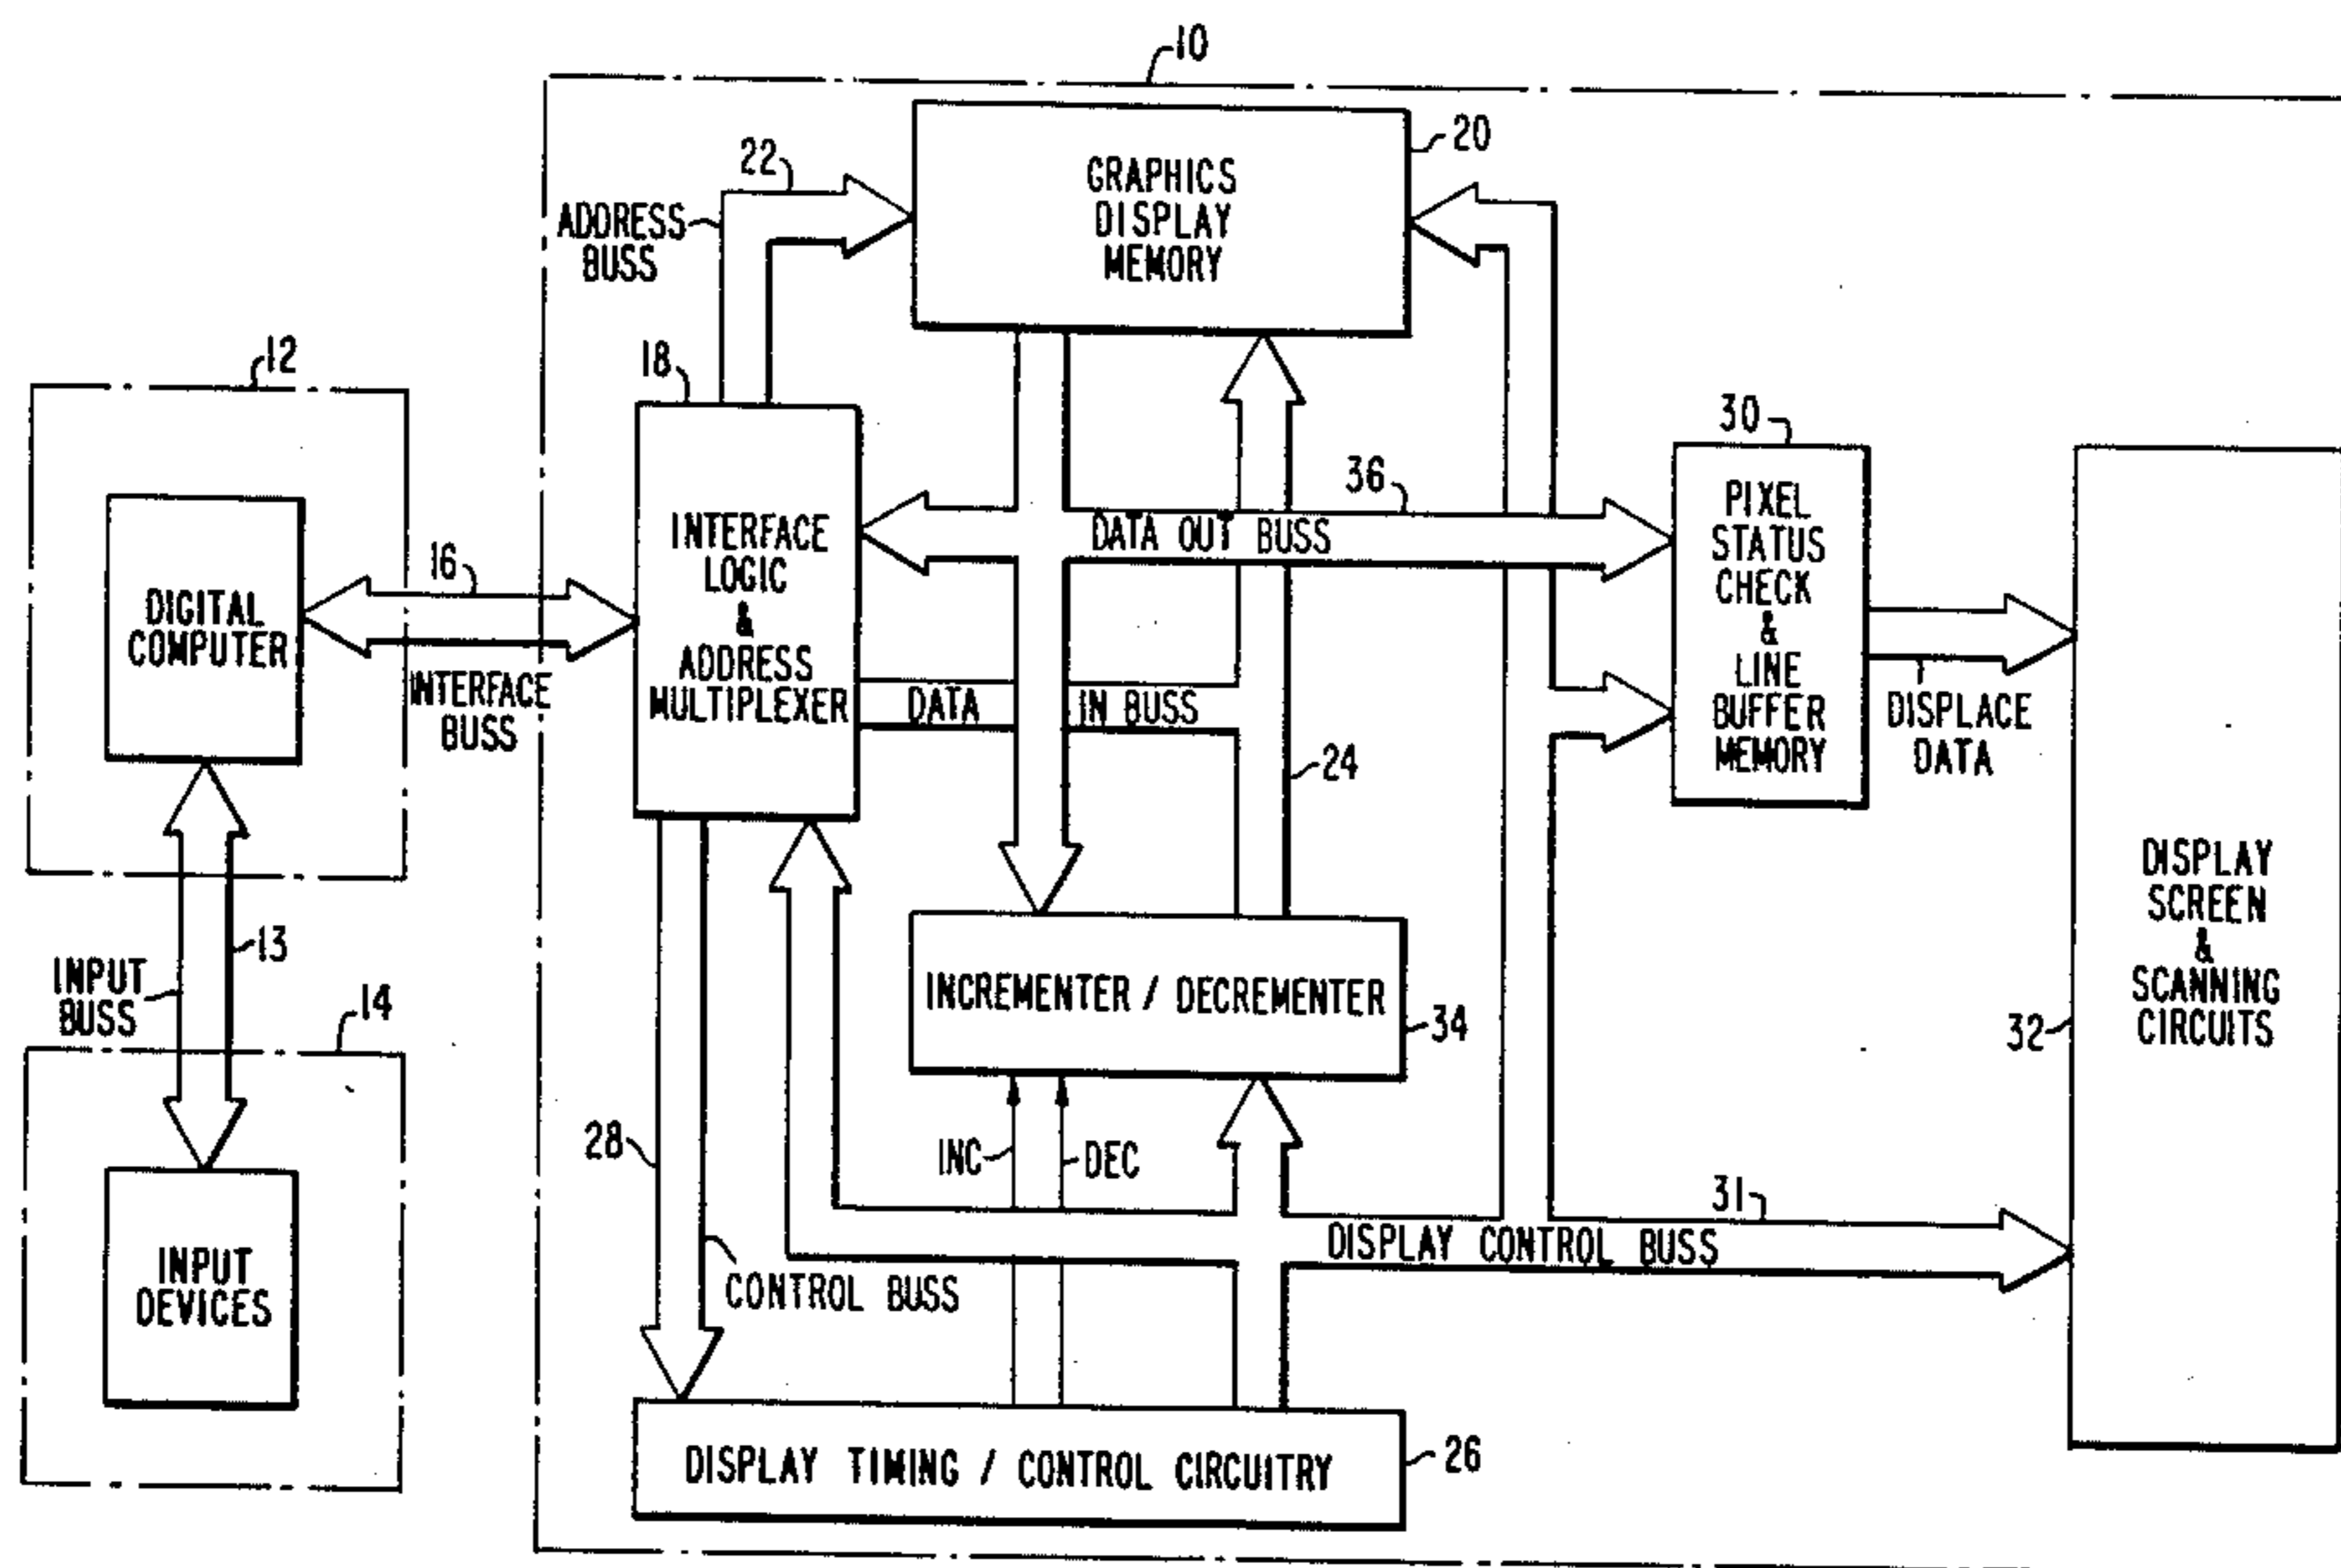 10
20
22
GRAPHICS
DISPLAY
MEMORY
ADDRESS
BUSS
12
18
30
36
PIXEL
STATUS
CHECK
&
LINE
BUFFER
MEMORY
INTERFACE
LOGIC
&
ADDRESS
MULTIPLEXER
DATA OUT BUSS
16
DIGITAL
COMPUTER
INTERFACE
BUSS
DATA IN BUSS
DISPLACE
DATA
24
DISPLAY
SCREEN
&
SCANNING
CIRCUITS
13
INPUT
BUSS
14
INCREMENTER / DECREMENTER
34
32
28
INC
DEC
31
DISPLAY CONTROL BUSS
INPUT
DEVICES
CONTROL BUSS
DISPLAY TIMING / CONTROL CIRCUITRY
26